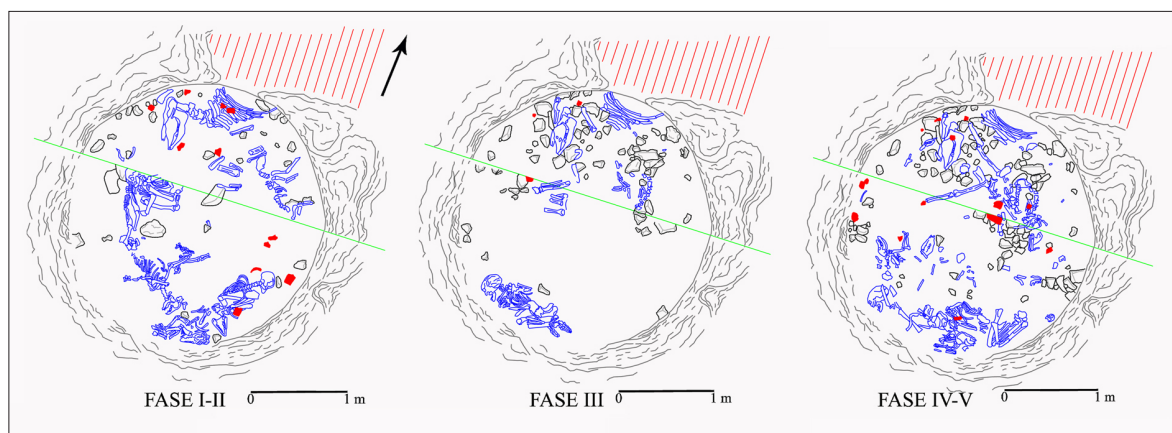 FASE I-II
0 1 m
FASE III
0 1 m
FASE IV-V
0 1 m